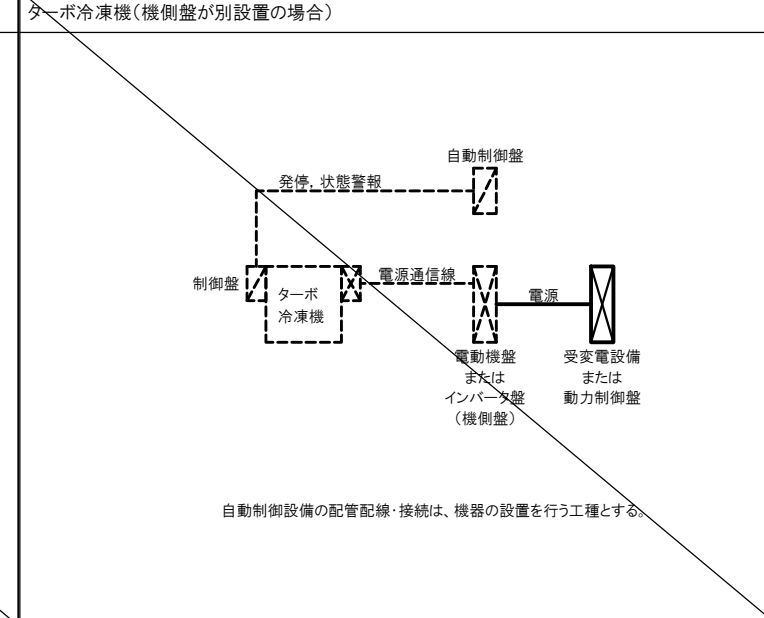 ターボ冷凍機（機側盤が別設置の場合）
自動制御盤
発停，状態警報
制御盤
ターボ
冷凍機
電源通信線
電源
電動機盤
または
インバータ盤
（機側盤）
受変電設備
または
動力制御盤
自動制御設備の配管配線・接続は、機器の設置を行う工種とする。